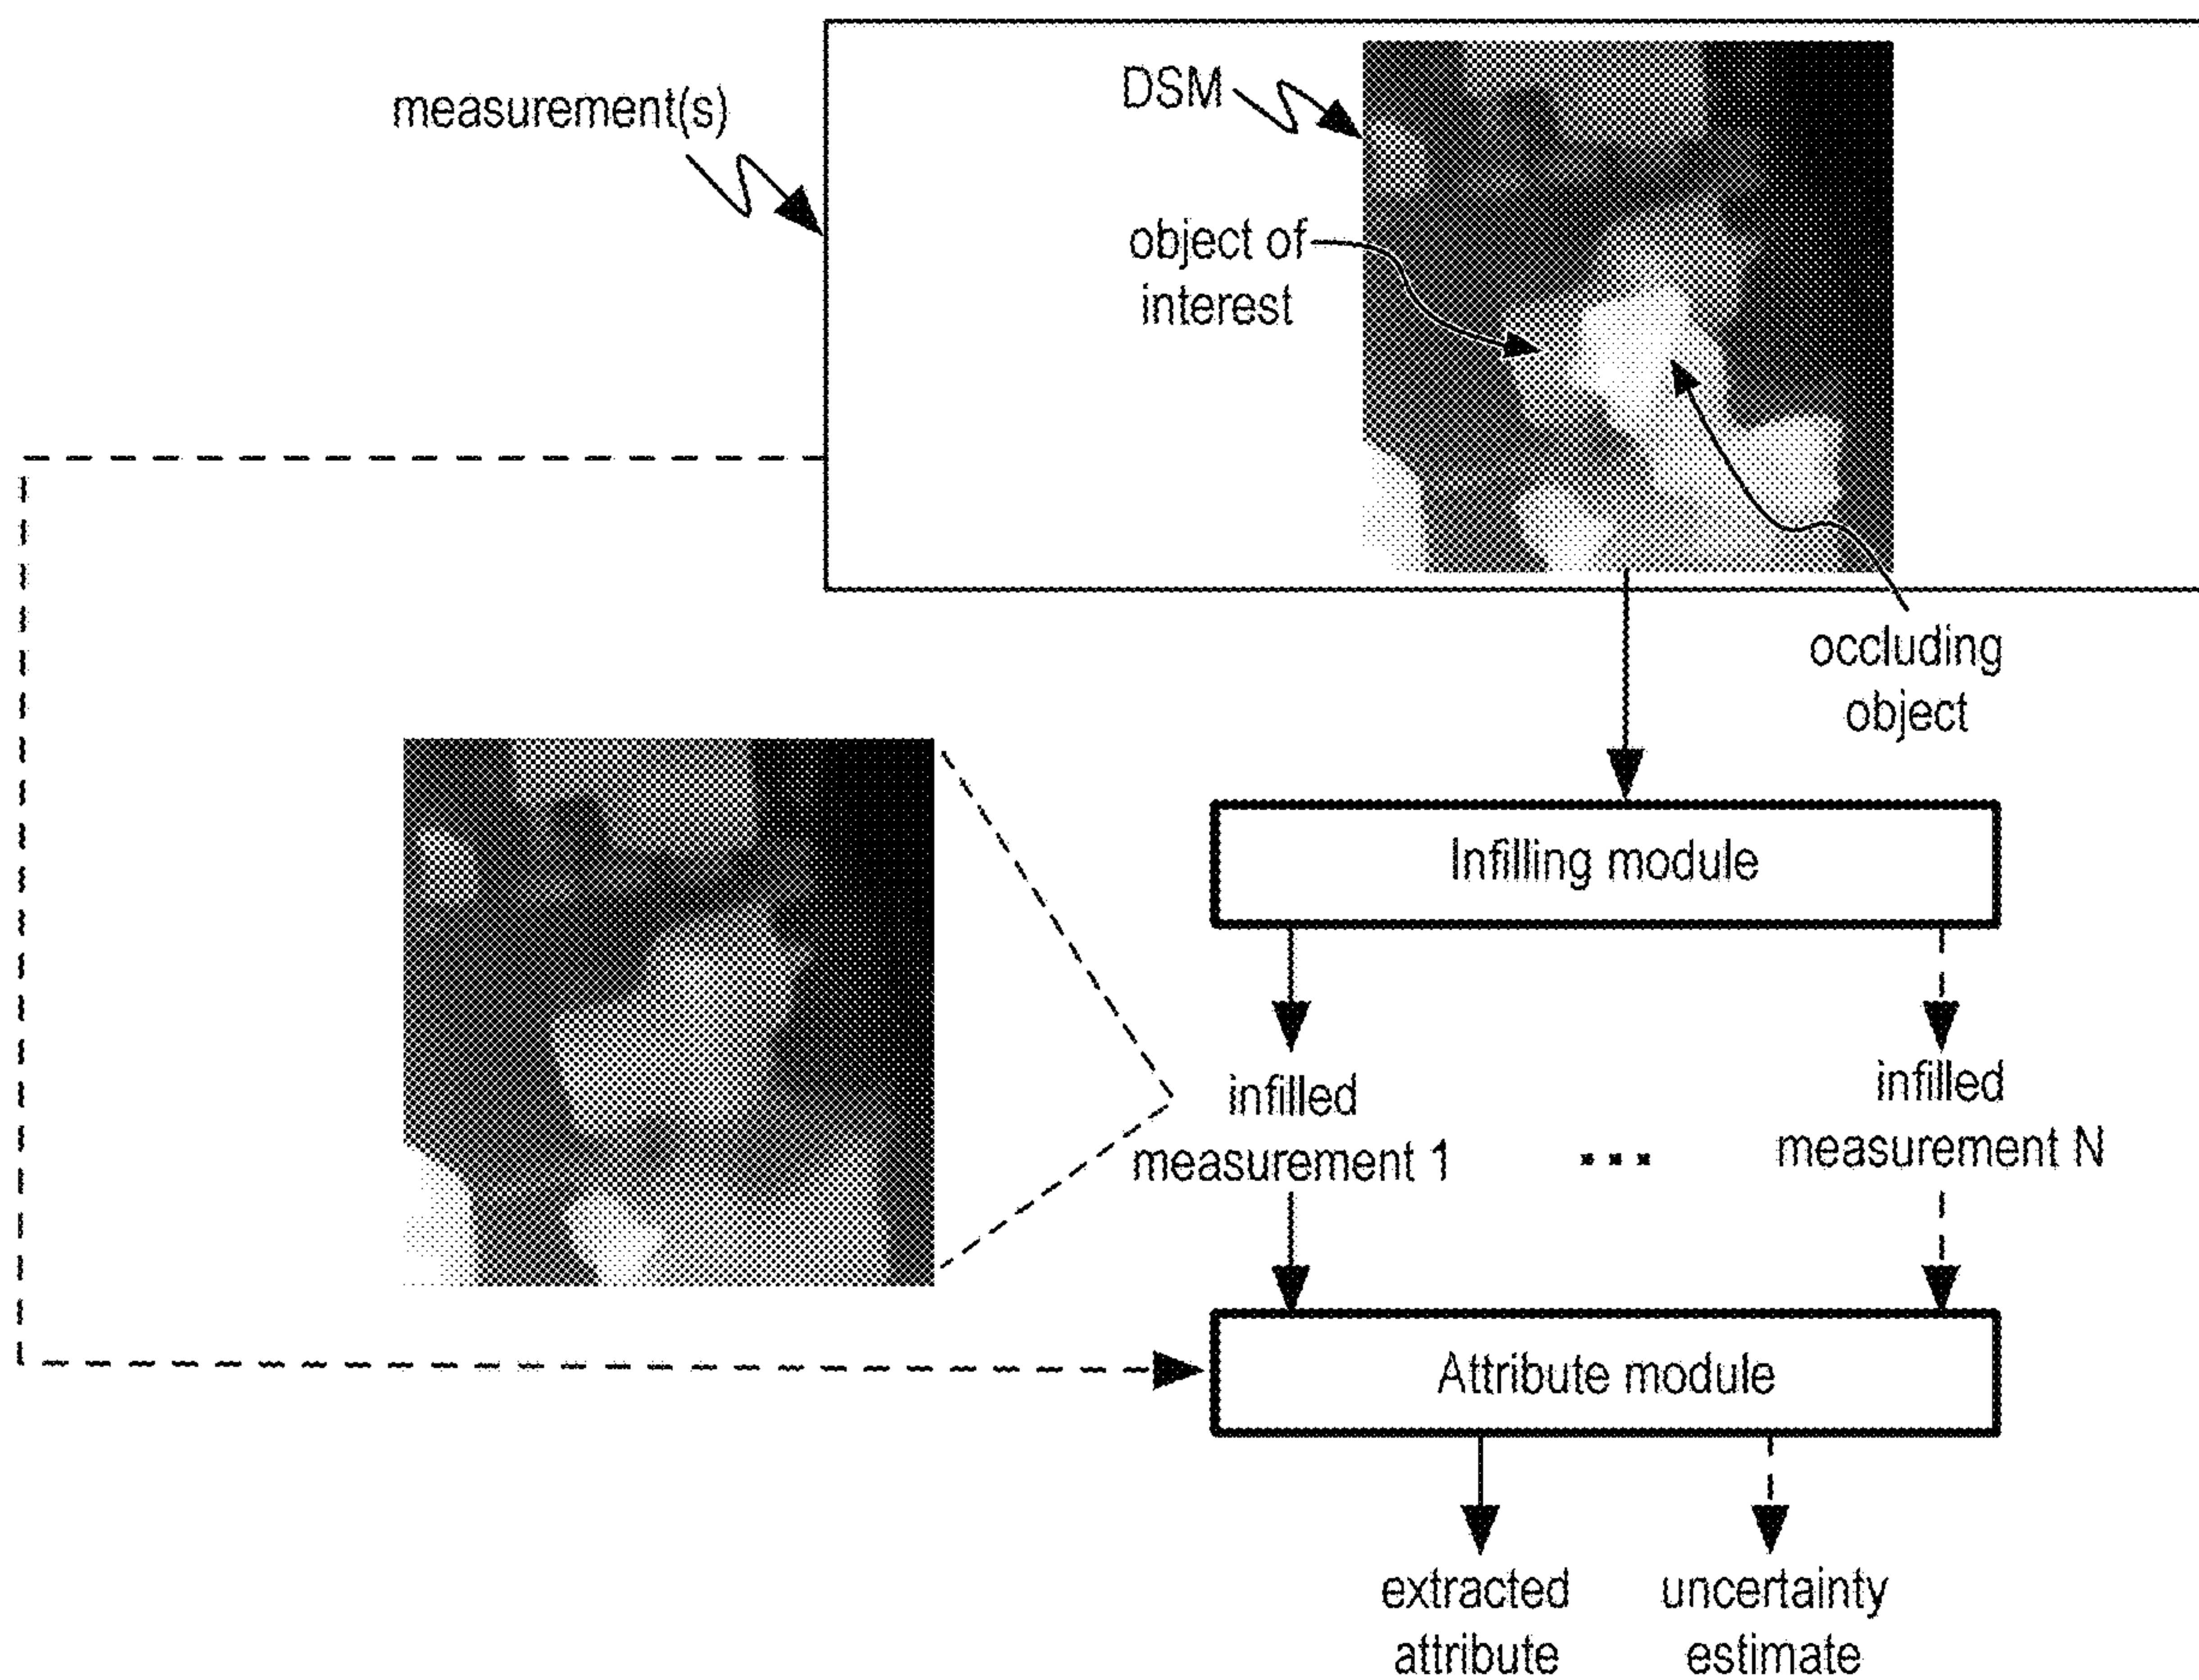 measurement(s)
DSM
object of
interest
occluding
object
Infilling module
infilled
measurement 1
...
infilled
measurement N
Attribute module
extracted
attribute
uncertainty
estimate